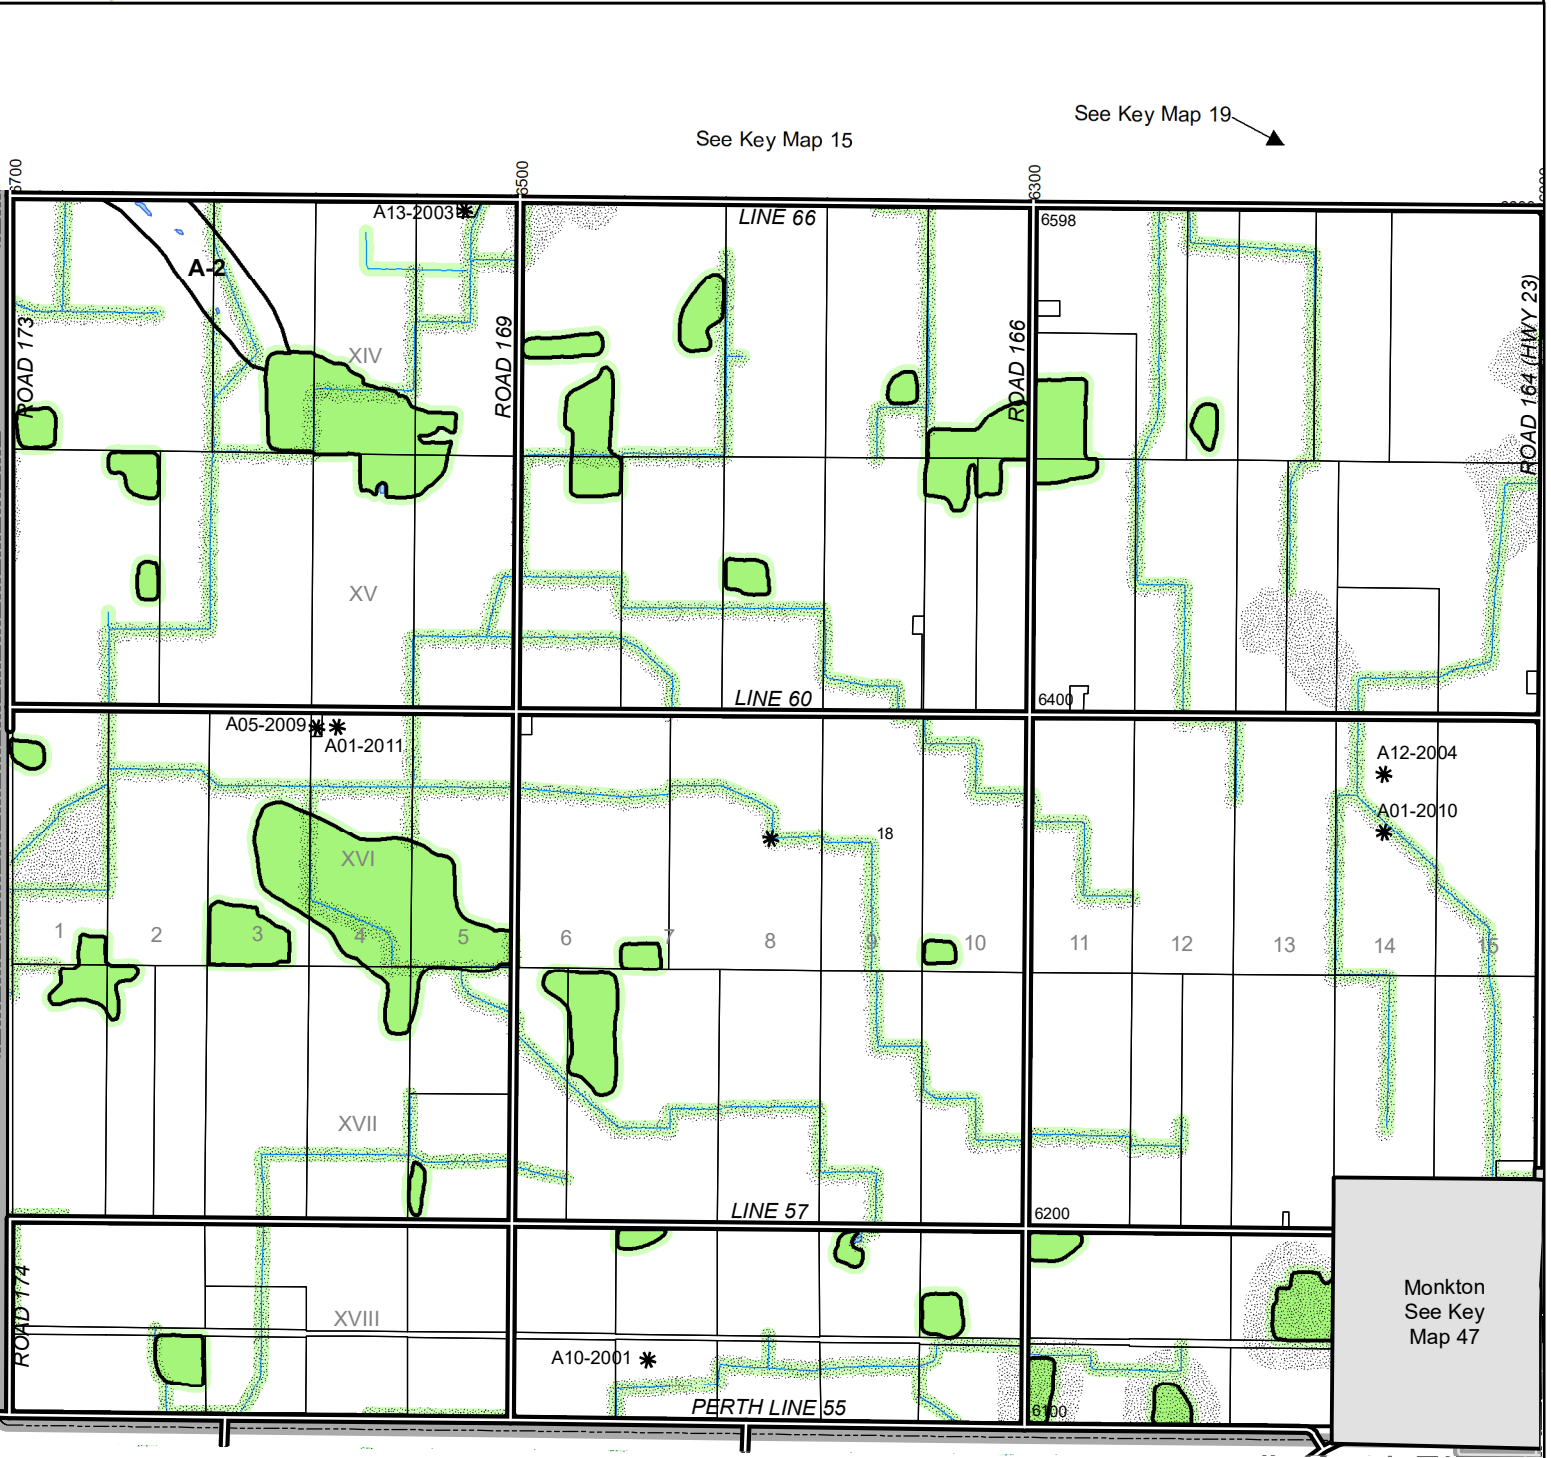 See Key Map 19
See Key Map 15
6700
6500
6300
A13-2003
LINE 66
6598
A-2
ROAD 173
XIV
ROAD 169
ROAD 166
ROAD 164 (HWY 23)
XV
LINE 60
6400
A05-2009
A01-2011
A12-2004
A01-2010
18
XVI
1
2
3
4
5
6
7
8
9
10
11
12
13
14
15
XVII
LINE 57
6200
ROAD 174
XVIII
Monkton
See Key
Map 47
A10-2001
PERTH LINE 55
6100